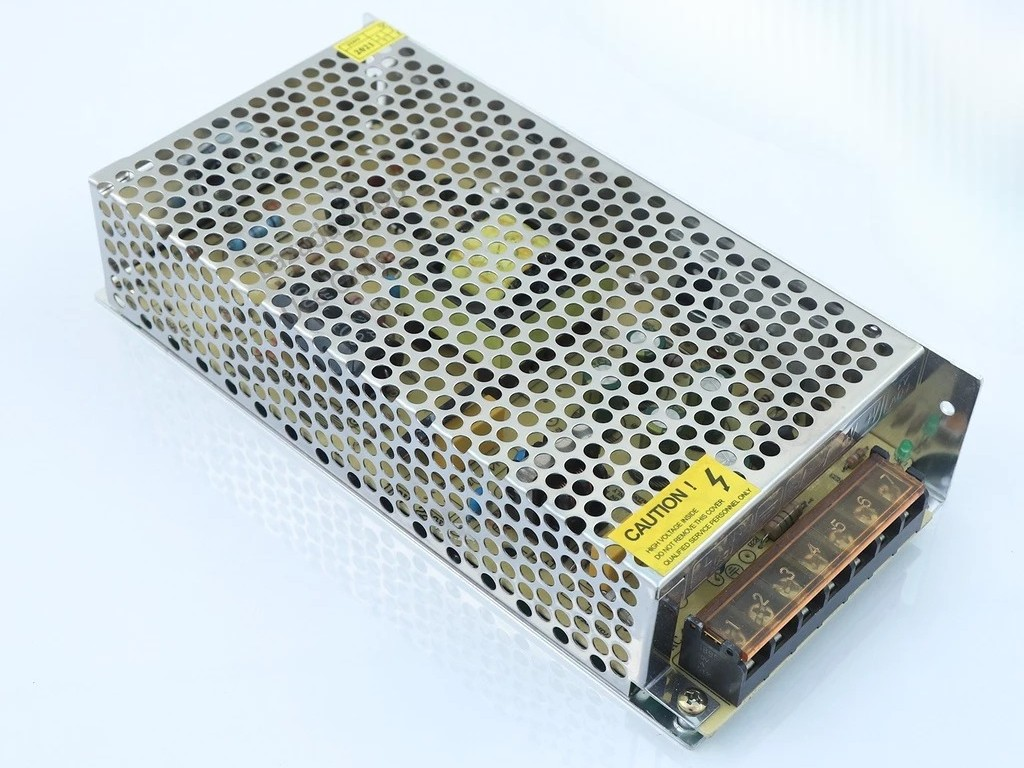 2021
CAUTION !
HIGH VOLTAGE INSIDE
DO NOT REMOVE THIS COVER
QUALIFIED SERVICE PERSONNEL ONLY
1 2 3 4 5 6 7